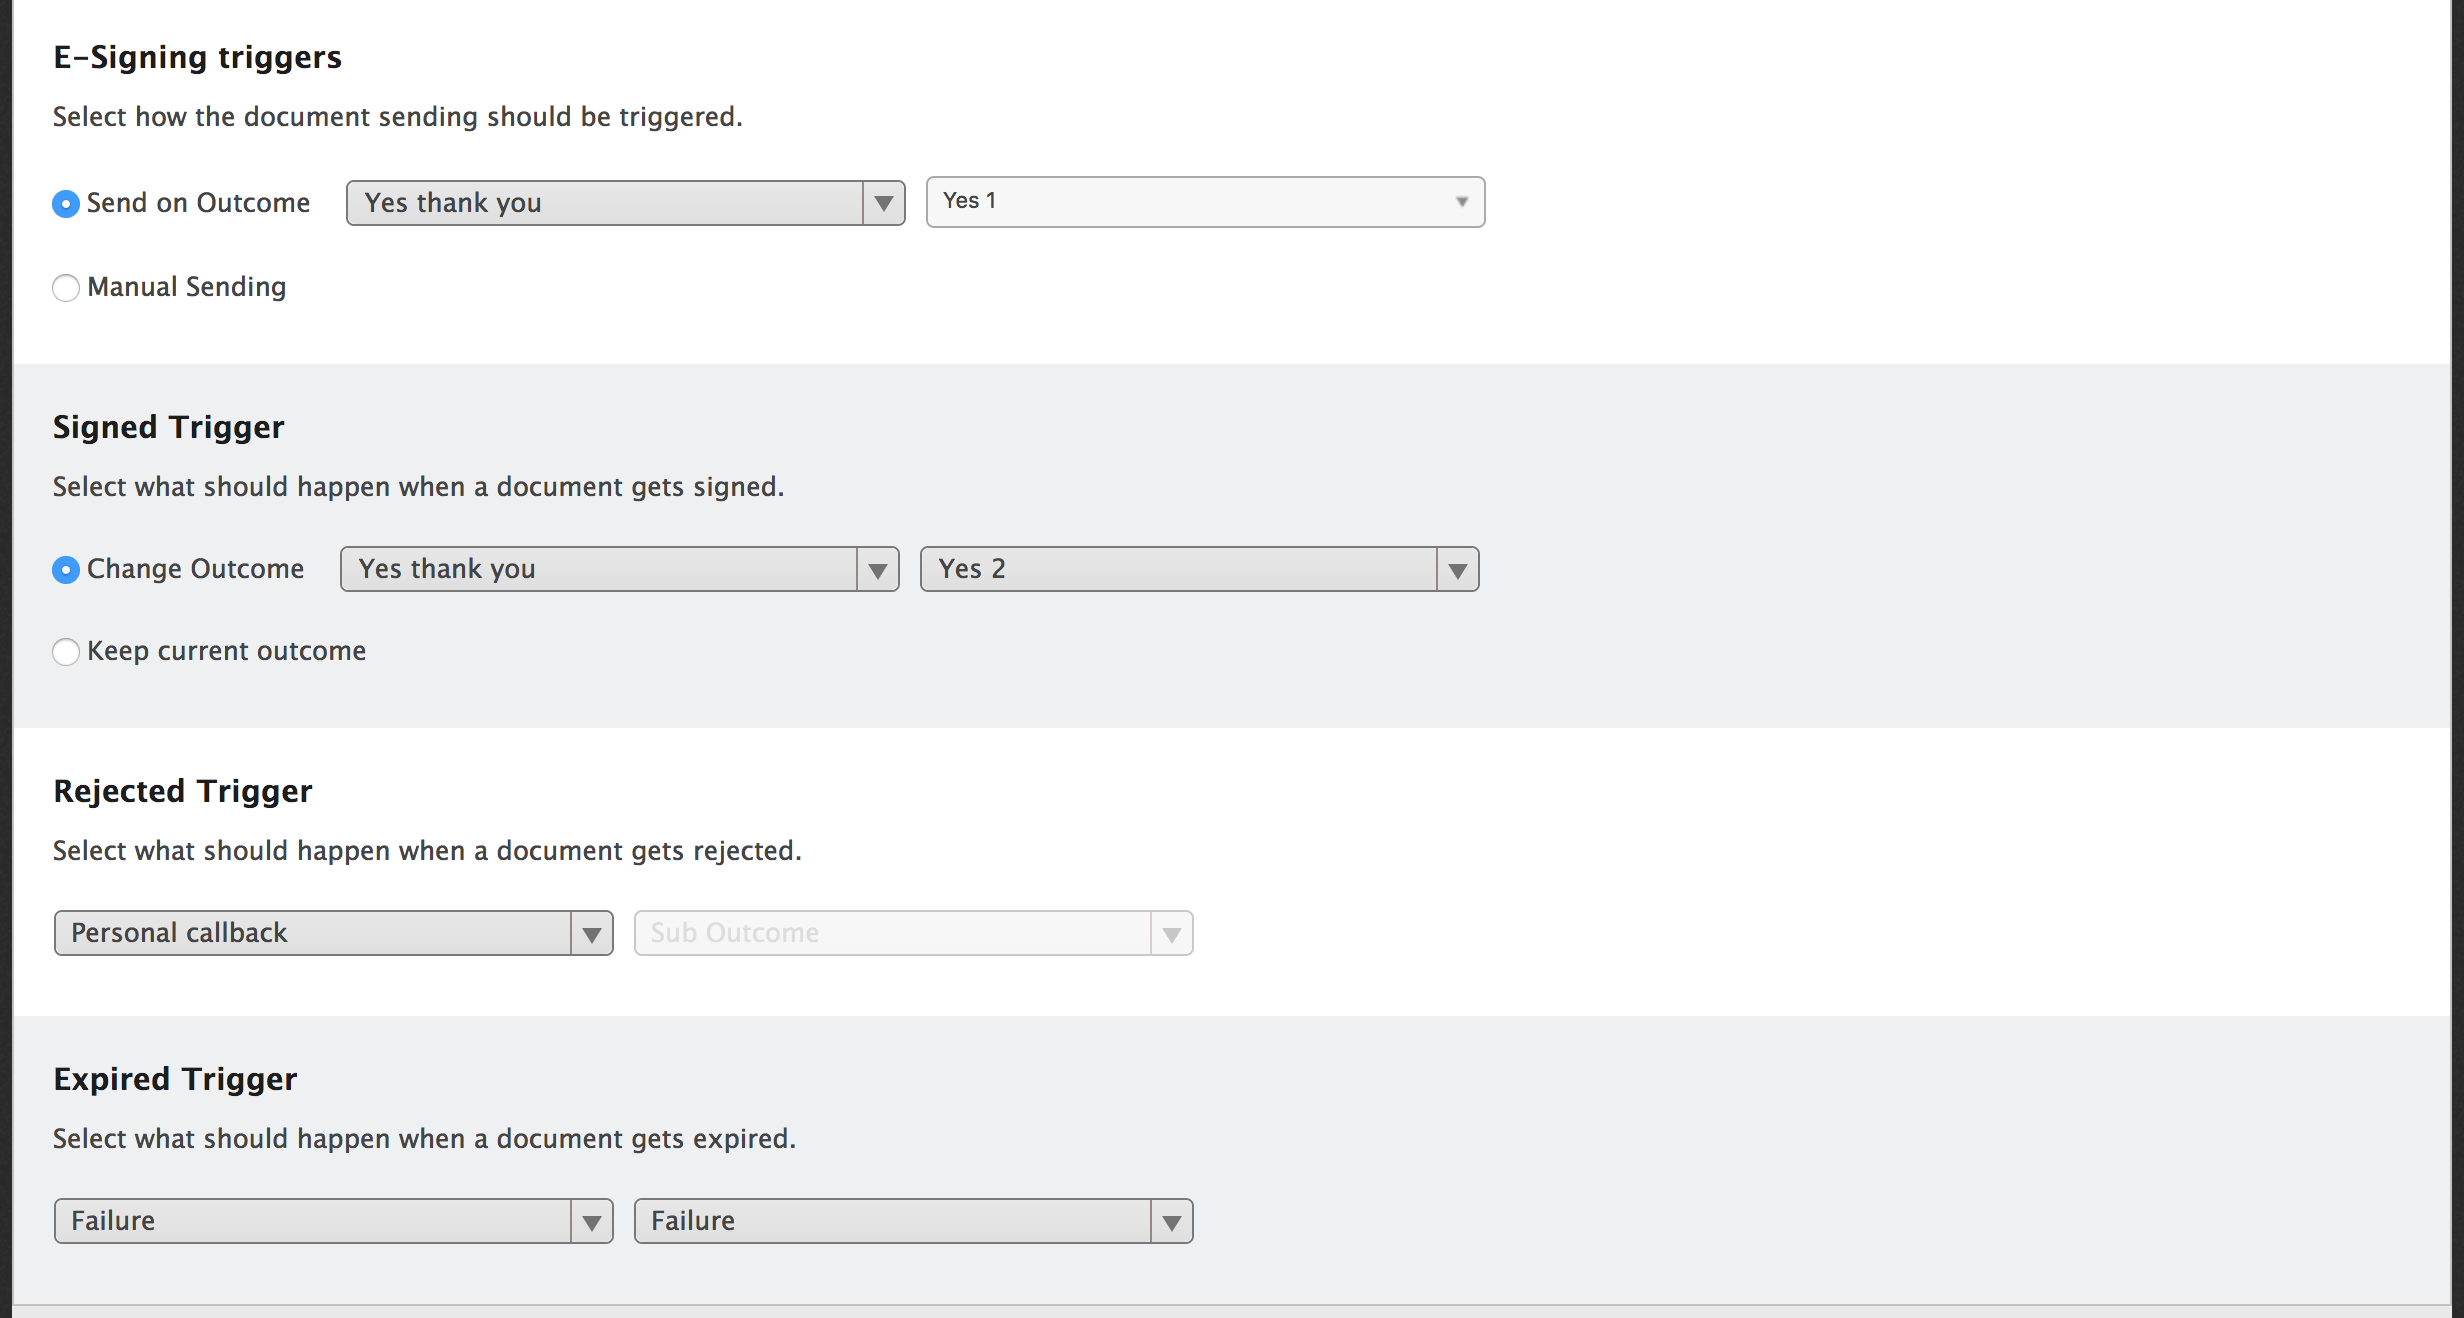 E-Signing triggers
Select how the document sending should be triggered.
Send on Outcome Yes thank you Yes 1
Manual Sending
Signed Trigger
Select what should happen when a document gets signed.
Change Outcome Yes thank you Yes 2
Keep current outcome
Rejected Trigger
Select what should happen when a document gets rejected.
Personal callback Sub Outcome
Expired Trigger
Select what should happen when a document gets expired.
Failure Failure